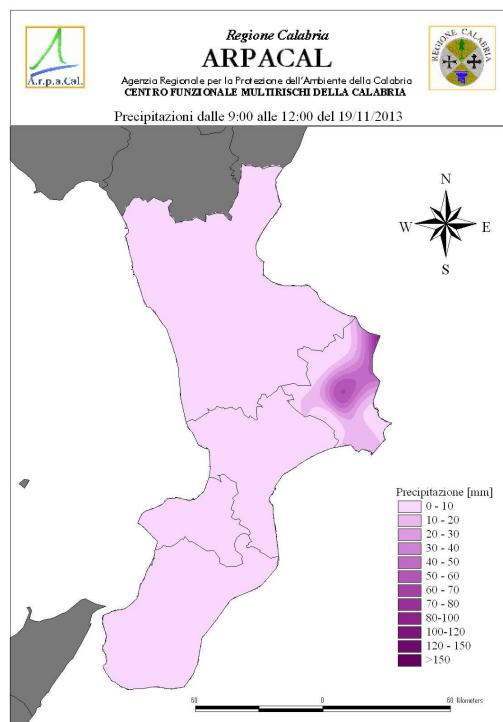 Regione Calabria
ARPACAL
Agenzia Regionale per la Protezione dell'Ambiente della Calabria
CENTRO FUNZIONALE MULTIRISCHI DELLA CALABRIA
A.r.p.a.Cal.
REGIONE CALABRIA
Precipitazioni dalle 9:00 alle 12:00 del 19/11/2013
N
W E
S
Precipitazione [mm]
0 - 10
10 - 20
20 - 30
30 - 40
40 - 50
50 - 60
60 - 70
70 - 80
80-100
100-120
120 - 150
>150
60 0 60 Kilometers